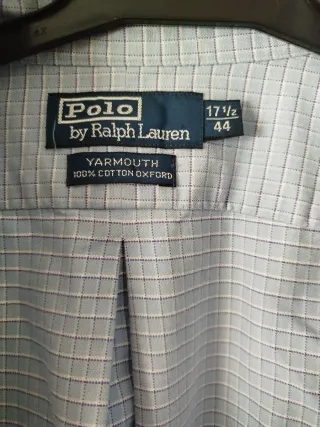 Polo
by Ralph Lauren
17 1/2
44
YARMOUTH
100% COTTON OXFORD